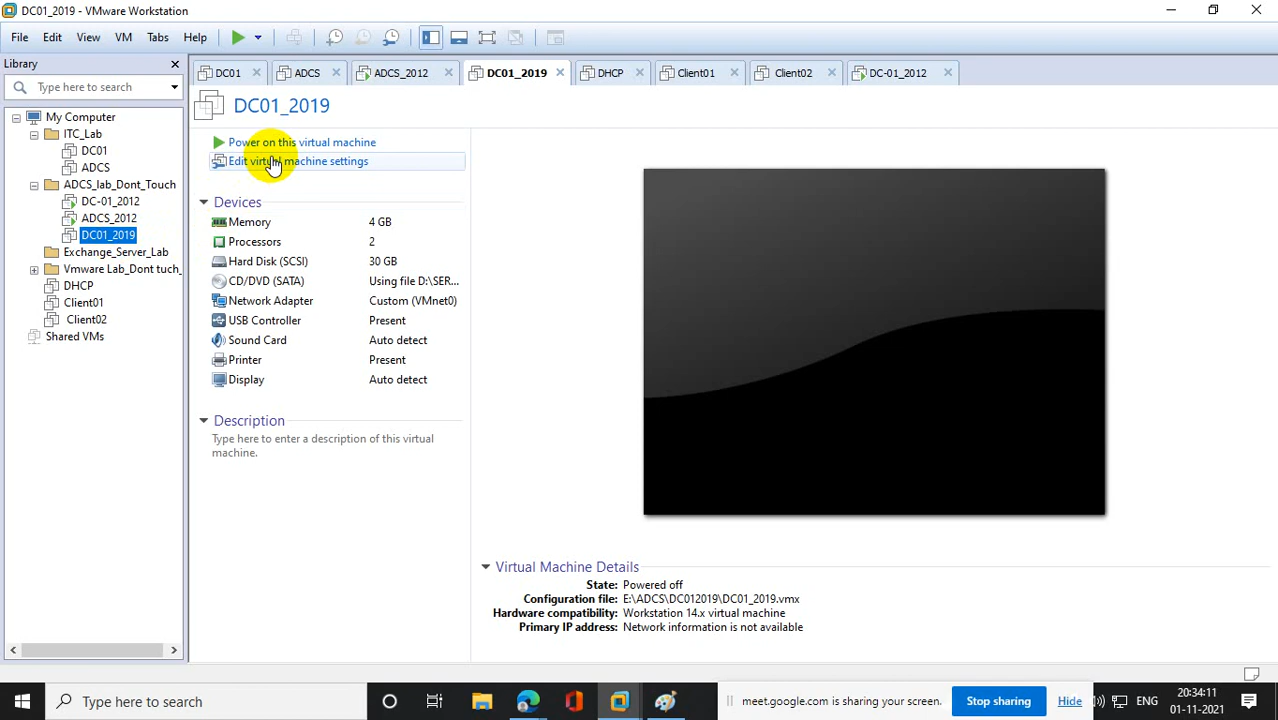 DC01_2019 - VMware Workstation
File Edit View VM Tabs Help
Library
Type here to search
My Computer
ITC_Lab
DC01
ADCS
ADCS_lab_Dont_Touch
DC-01_2012
ADCS_2012
DC01_2019
Exchange_Server_Lab
Vmware Lab_Dont tuch_
DHCP
Client01
Client02
Shared VMs
DC01 ADCS ADCS_2012 DC01_2019 DHCP Client01 Client02 DC-01_2012
DC01_2019
Power on this virtual machine
Edit virtual machine settings
Devices
Memory 4 GB
Processors 2
Hard Disk (SCSI) 30 GB
CD/DVD (SATA) Using file D:\SER...
Network Adapter Custom (VMnet0)
USB Controller Present
Sound Card Auto detect
Printer Present
Display Auto detect
Description
Type here to enter a description of this virtual
machine.
Virtual Machine Details
State: Powered off
Configuration file: E:\ADCS\DC012019\DC01_2019.vmx
Hardware compatibility: Workstation 14.x virtual machine
Primary IP address: Network information is not available
Type here to search
meet.google.com is sharing your screen.
Stop sharing
Hide
ENG
20:34:11
01-11-2021